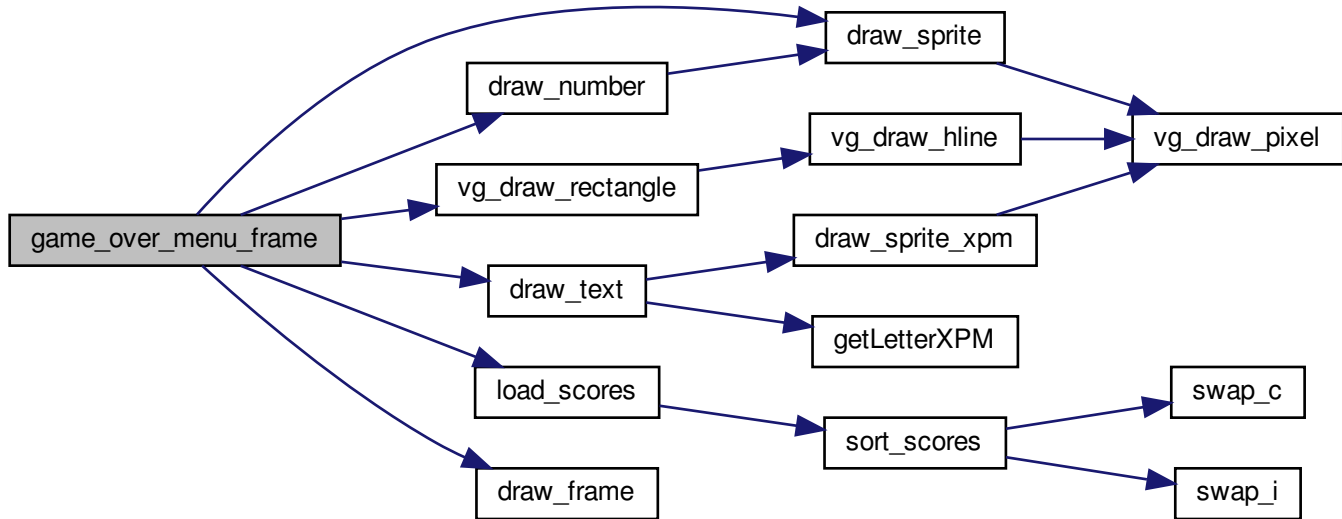 game_over_menu_frame
draw_sprite
draw_number
vg_draw_rectangle
vg_draw_hline
vg_draw_pixel
draw_text
draw_sprite_xpm
getLetterXPM
load_scores
sort_scores
swap_c
swap_i
draw_frame